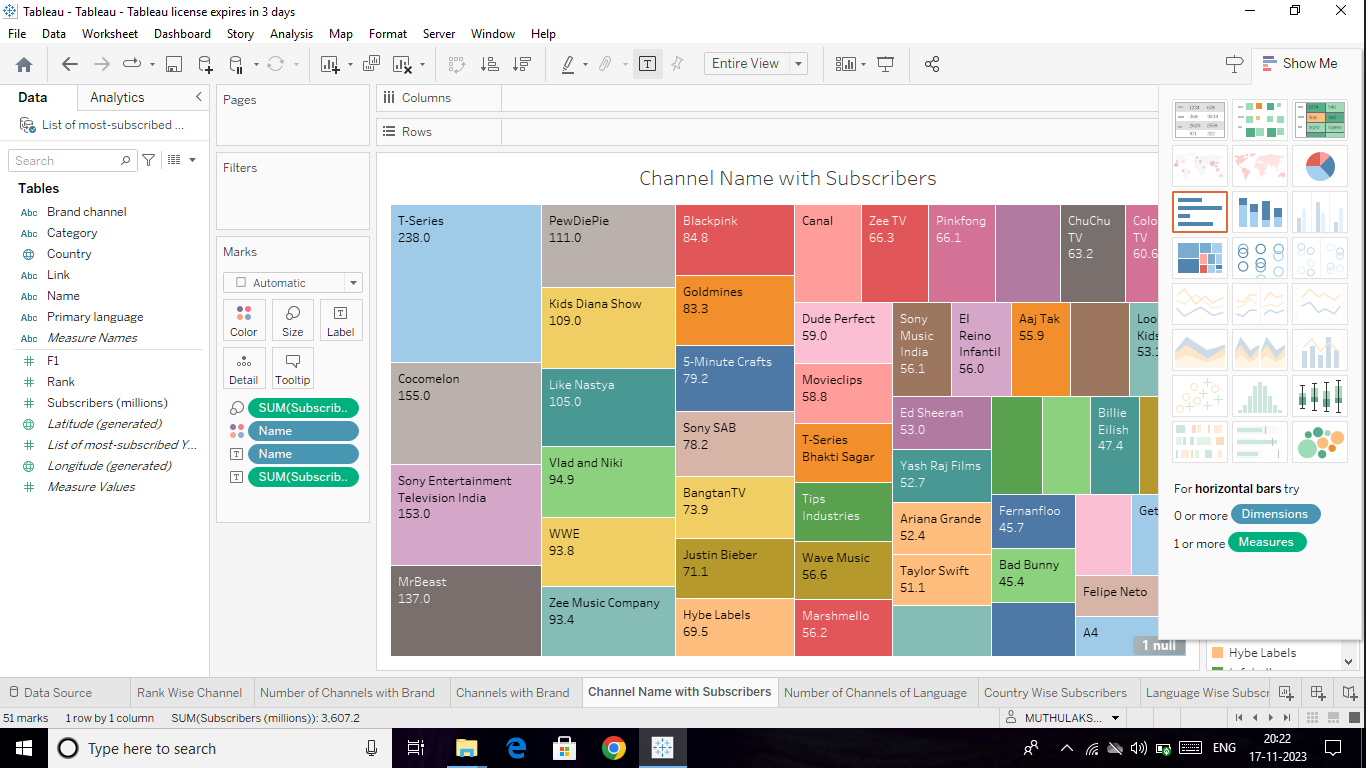 Tableau - Tableau - Tableau license expires in 3 days
File Data Worksheet Dashboard Story Analysis Map Format Server Window Help
Entire View
Show Me
Data Analytics
List of most-subscribed ...
Search
Tables
Abc Brand channel
Abc Category
Country
Abc Link
Abc Name
Abc Primary language
Abc Measure Names
# F1
# Rank
# Subscribers (millions)
Latitude (generated)
# List of most-subscribed Y...
Longitude (generated)
# Measure Values
Pages
Filters
Marks
Automatic
Color Size Label
Detail Tooltip
SUM(Subscrib..
Name
Name
SUM(Subscrib..
Columns
Rows
Channel Name with Subscribers
T-Series
238.0
Cocomelon
155.0
Sony Entertainment
Television India
153.0
MrBeast
137.0
PewDiePie
111.0
Kids Diana Show
109.0
Like Nastya
105.0
Vlad and Niki
94.9
WWE
93.8
Zee Music Company
93.4
Blackpink
84.8
Goldmines
83.3
5-Minute Crafts
79.2
Sony SAB
78.2
BangtanTV
73.9
Justin Bieber
71.1
Hybe Labels
69.5
Canal
Zee TV
66.3
Pinkfong
66.1
ChuChu
TV
63.2
Colo
TV
60.6
Dude Perfect
59.0
Movieclips
58.8
T-Series
Bhakti Sagar
Tips
Industries
Wave Music
56.6
Marshmello
56.2
Sony
Music
India
56.1
El
Reino
Infantil
56.0
Aaj Tak
55.9
Loo
Kids
53.1
Ed Sheeran
53.0
Yash Raj Films
52.7
Ariana Grande
52.4
Taylor Swift
51.1
Billie
Eilish
47.4
Fernanfloo
45.7
Bad Bunny
45.4
Get
Felipe Neto
A4
1 null
For horizontal bars try
0 or more Dimensions
1 or more Measures
Hybe Labels
Data Source Rank Wise Channel Number of Channels with Brand Channels with Brand Channel Name with Subscribers Number of Channels of Language Country Wise Subscribers Language Wise Subscr
51 marks 1 row by 1 column SUM(Subscribers (millions)): 3,607.2 MUTHULAKS...
Type here to search
ENG
20:22
17-11-2023